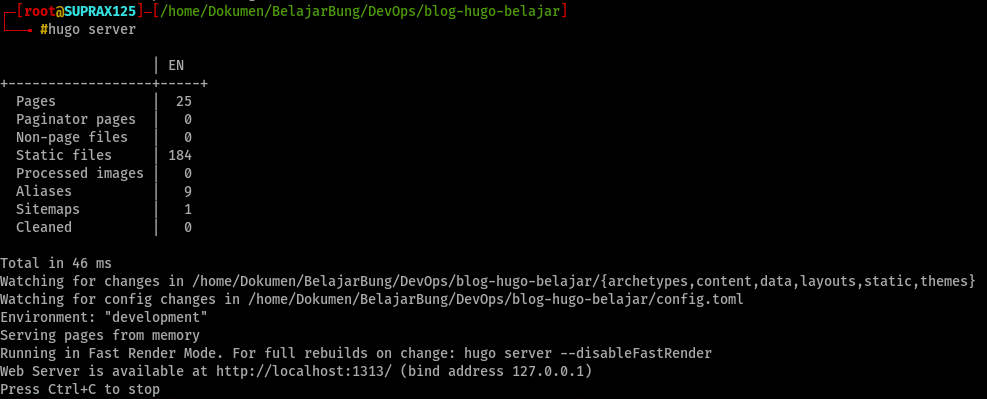 ┌─[root@SUPRAX125]─[/home/Dokumen/BelajarBung/DevOps/blog-hugo-belajar]
└──╼ #hugo server
                   | EN
+------------------+-----+
  Pages            |  25
  Paginator pages  |   0
  Non-page files   |   0
  Static files     | 184
  Processed images |   0
  Aliases          |   9
  Sitemaps         |   1
  Cleaned          |   0
Total in 46 ms
Watching for changes in /home/Dokumen/BelajarBung/DevOps/blog-hugo-belajar/{archetypes,content,data,layouts,static,themes}
Watching for config changes in /home/Dokumen/BelajarBung/DevOps/blog-hugo-belajar/config.toml
Environment: "development"
Serving pages from memory
Running in Fast Render Mode. For full rebuilds on change: hugo server --disableFastRender
Web Server is available at http://localhost:1313/ (bind address 127.0.0.1)
Press Ctrl+C to stop